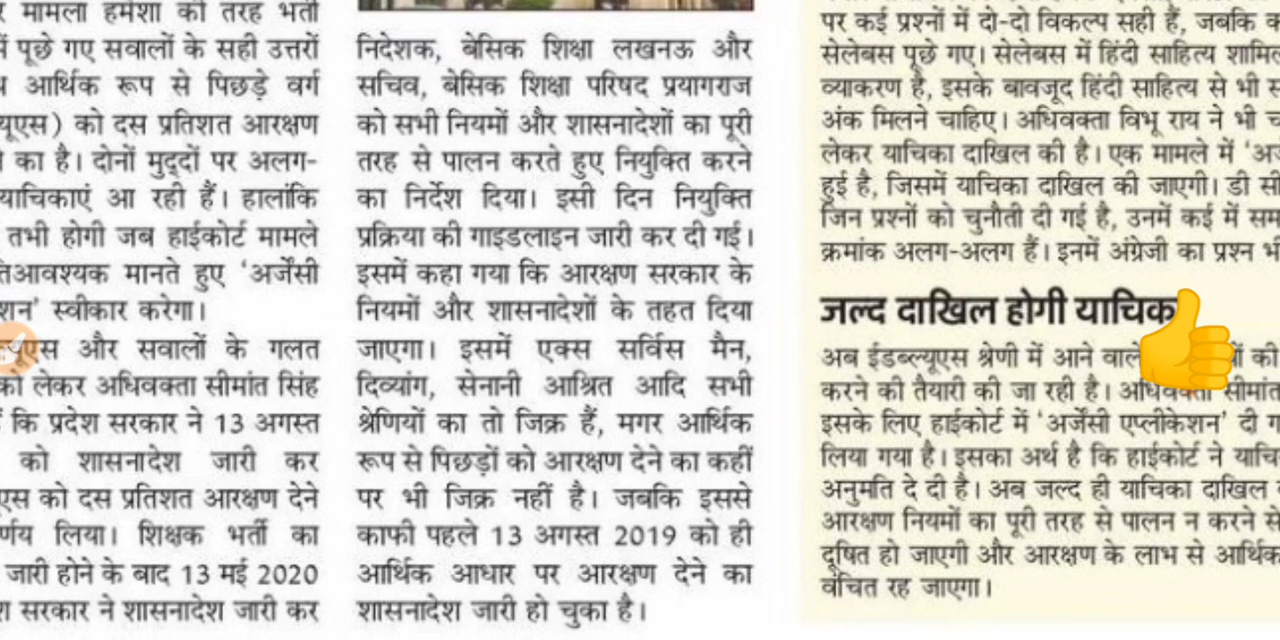 मामला हमेशा की तरह भर्ती
पूछे गए सवालों के सही उत्तरों
आर्थिक रूप से पिछड़े वर्ग
को दस प्रतिशत आरक्षण
का है। दोनों मुद्दों पर अलग-
याचिकाएं आ रही हैं। हालांकि
तभी होगी जब हाईकोर्ट मामले
मानते हुए 'अर्जेंसी
स्वीकार करेगा।
और सवालों के गलत
को लेकर अधिवक्ता सीमांत सिंह
कि प्रदेश सरकार ने 13 अगस्त
को शासनादेश जारी कर
को दस प्रतिशत आरक्षण देने
लिया। शिक्षक भर्ती का
जारी होने के बाद 13 मई 2020
सरकार ने शासनादेश जारी कर
निदेशक, बेसिक शिक्षा लखनऊ और
सचिव, बेसिक शिक्षा परिषद प्रयागराज
को सभी नियमों और शासनादेशों का पूरी
तरह से पालन करते हुए नियुक्ति करने
का निर्देश दिया। इसी दिन नियुक्ति
प्रक्रिया की गाइडलाइन जारी कर दी गई।
इसमें कहा गया कि आरक्षण सरकार के
नियमों और शासनादेशों के तहत दिया
जाएगा। इसमें एक्स सर्विस मैन,
दिव्यांग, सेनानी आश्रित आदि सभी
श्रेणियों का तो जिक्र हैं, मगर आर्थिक
रूप से पिछड़ों को आरक्षण देने का कहीं
पर भी जिक्र नहीं है। जबकि इससे
काफी पहले 13 अगस्त 2019 को ही
आर्थिक आधार पर आरक्षण देने का
शासनादेश जारी हो चुका है।
पर कई प्रश्नों में दो-दो विकल्प सही हैं, जबकि
सेलेबस पूछे गए। सेलेबस में हिंदी साहित्य
व्याकरण है, इसके बावजूद हिंदी साहित्य से भी
अंक मिलने चाहिए। अधिवक्ता विभू राय ने भी
लेकर याचिका दाखिल की है। एक मामले में
हुई है, जिसमें याचिका दाखिल की जाएगी। डी
जिन प्रश्नों को चुनौती दी गई है, उनमें कई में
क्रमांक अलग-अलग हैं। इनमें अंग्रेजी का प्रश्न
जल्द दाखिल होगी
अब ईडब्ल्यूएस श्रेणी में आने की
करने की तैयारी की जा रही है। अधिवक्ता सीमांत
इसके लिए हाईकोर्ट में 'अर्जेंसी एप्लीकेशन' दी
लिया गया है। इसका अर्थ है कि हाईकोर्ट ने
अनुमति दे दी है। अब जल्द ही याचिका दाखिल
आरक्षण नियमों का पूरी तरह से पालन न करने से
दूषित हो जाएगी और आरक्षण के लाभ से
वंचित रह जाएगा।